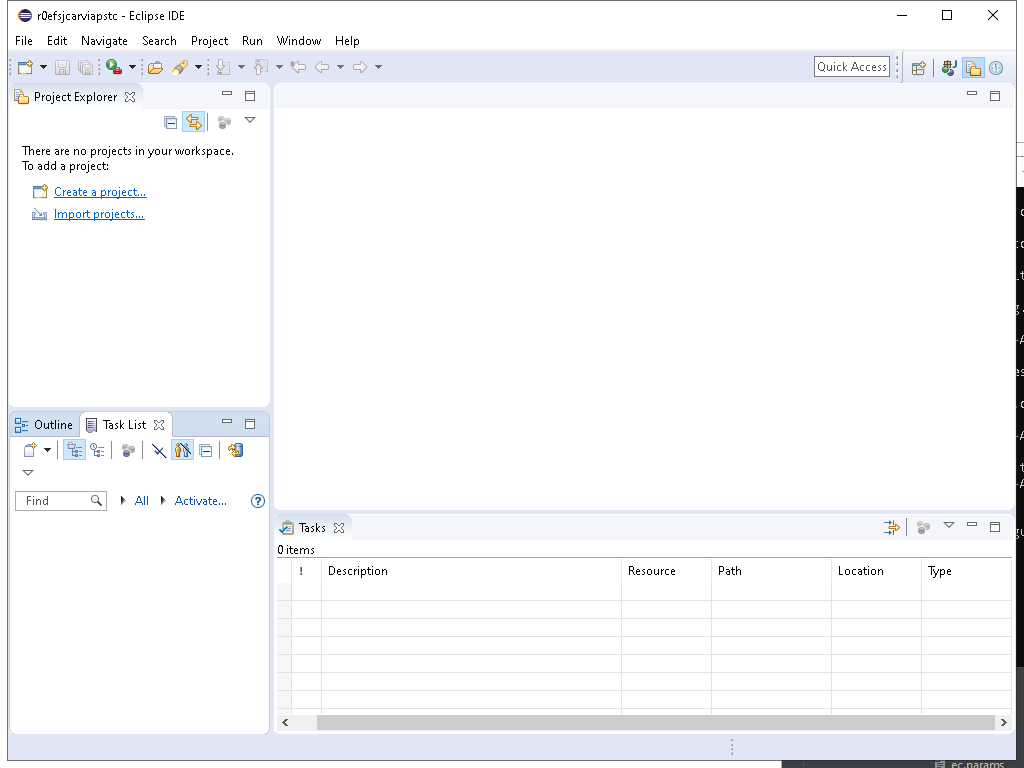 r0efsjcarviapstc - Eclipse IDE
File Edit Navigate Search Project Run Window Help
Quick Access
Project Explorer
There are no projects in your workspace.
To add a project:
Create a project...
Import projects...
Outline Task List
Find All Activate...
Tasks
0 items
! Description Resource Path Location Type
ec.params